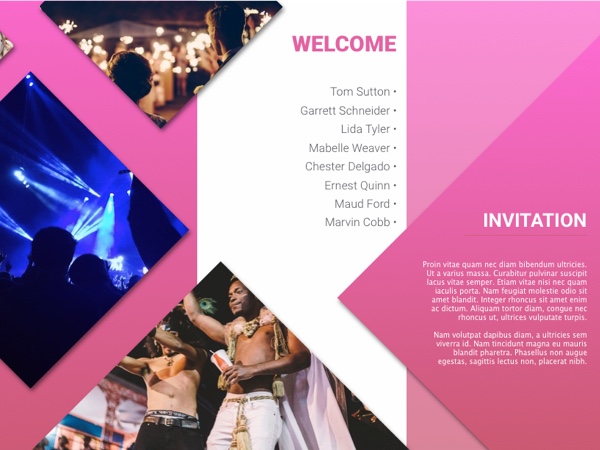 WELCOME
Tom Sutton •
Garrett Schneider •
Lida Tyler •
Mabelle Weaver •
Chester Delgado •
Ernest Quinn •
Maud Ford •
Marvin Cobb •
INVITATION
Proin vitae quam nec diam bibendum ultricies.
Ut a varius massa. Curabitur pulvinar suscipit
lacus vitae semper. Etiam vitae nisi nec quam
iaculis porta. Nam feugiat molestie odio sit
amet blandit. Integer rhoncus sit amet enim
ac dictum. Aliquam tortor diam, congue nec
rhoncus ut, ultrices vulputate turpis.
Nam volutpat dapibus diam, a ultricies sem
viverra id. Nam tincidunt magna eu mauris
blandit pharetra. Phasellus non augue
egestas, sagittis lectus non, placerat nibh.